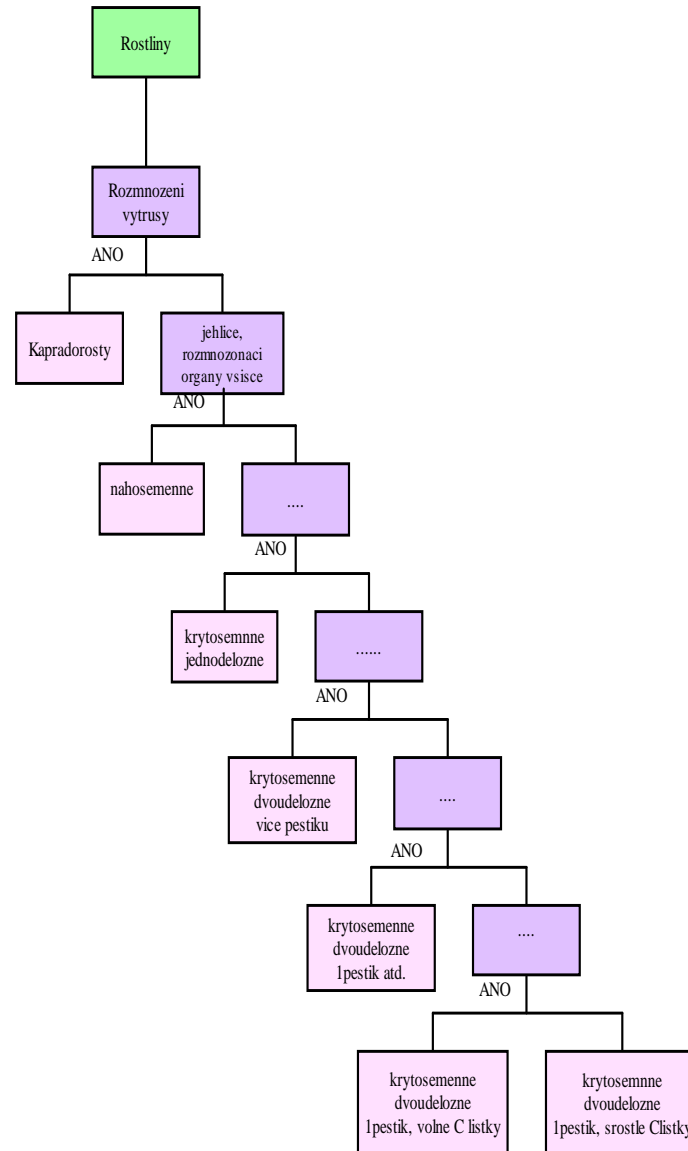 Rostliny
Rozmnozeni
vytrusy
ANO
Kapradorosty
jehlice,
rozmnozonaci
organy vsisce
ANO
nahosemenne
....
ANO
krytosemnne
jednodelozne
......
ANO
krytosemenne
dvoudelozne
vice pestiku
....
ANO
krytosemenne
dvoudelozne
1pestik atd.
....
ANO
krytosemenne
dvoudelozne
1pestik, volne C listky
krytosemnne
dvoudelozne
1pestik, srostle Clistky